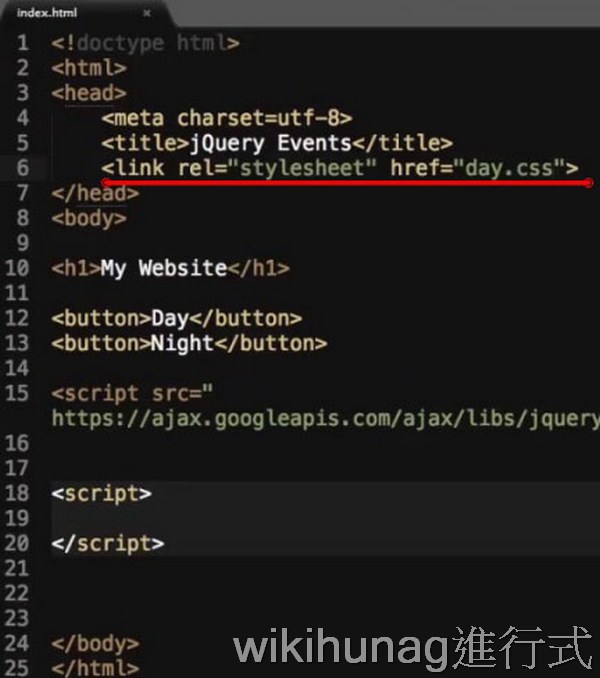 index.html ×
1 <!doctype html>
2 <html>
3 <head>
4 <meta charset=utf-8>
5 <title>jQuery Events</title>
6 <link rel="stylesheet" href="day.css">
7 </head>
8 <body>
9
10 <h1>My Website</h1>
11
12 <button>Day</button>
13 <button>Night</button>
14
15 <script src="
https://ajax.googleapis.com/ajax/libs/jquery
16
17
18 <script>
19
20 </script>
21
22
23
24 </body>
25 </html>
wikihunag進行式